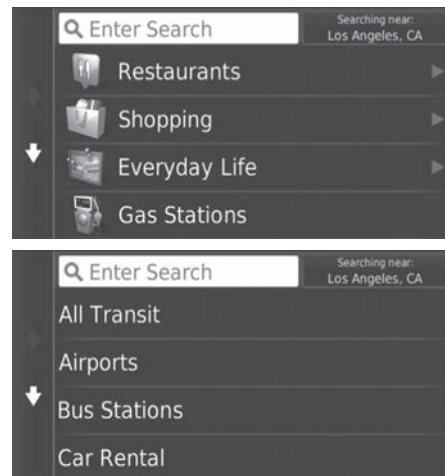 Enter Search
Searching near:
Los Angeles, CA
Restaurants
Shopping
Everyday Life
Gas Stations
Enter Search
Searching near:
Los Angeles, CA
All Transit
Airports
Bus Stations
Car Rental